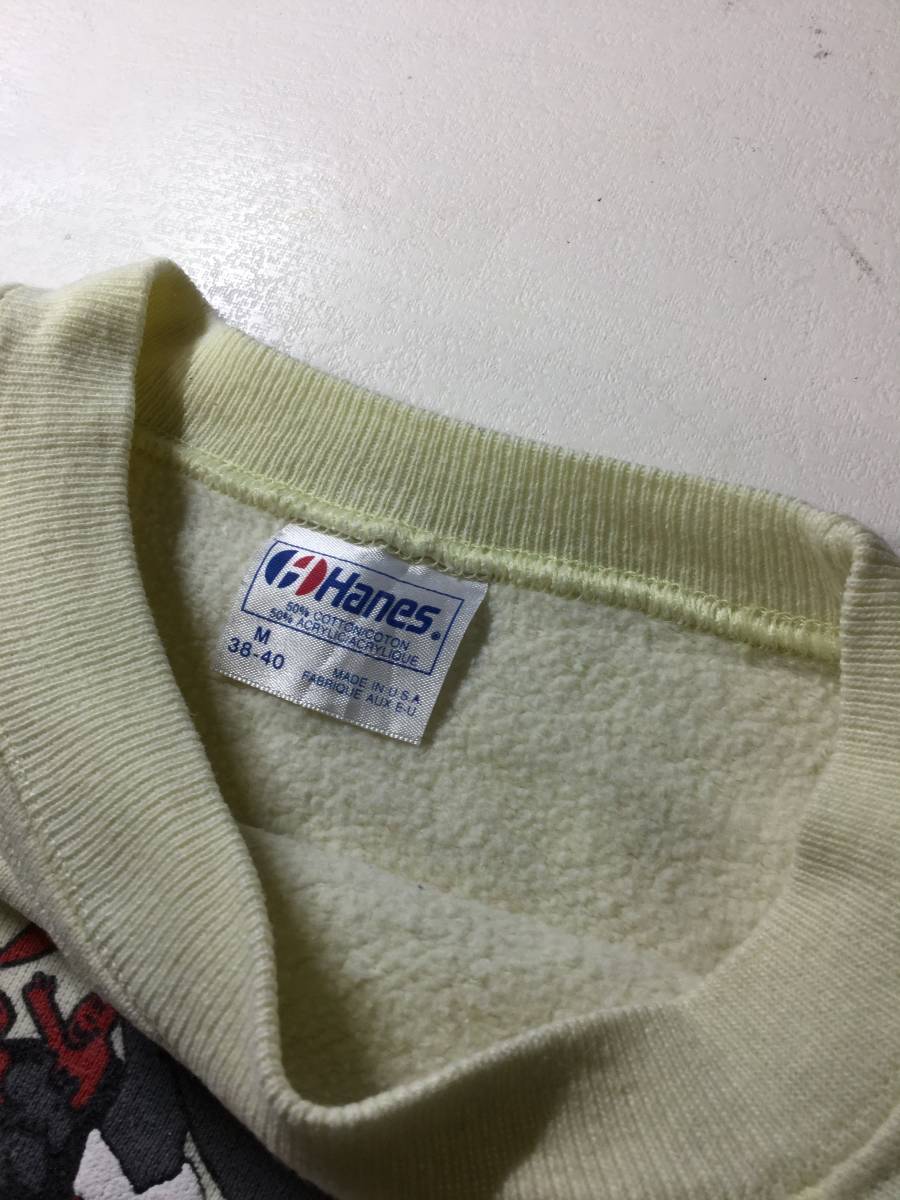 Hanes®
50% COTTON/COTON
50% ACRYLIC/ACRYLIQUE
M
38-40
MADE IN U.S.A
FABRIQUE AUX E-U